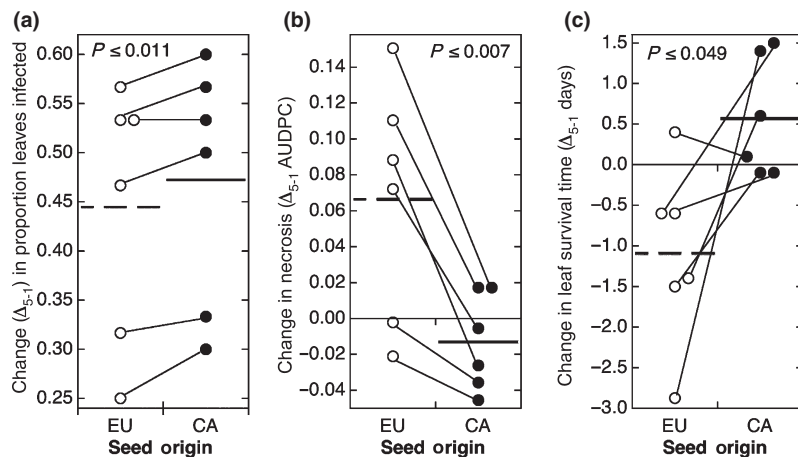 (a)
P ≤ 0.011
0.60
0.55
0.50
0.45
0.40
0.35
0.30
0.25
Change (Δ5-1) in proportion leaves infected
EU
CA
Seed origin
(b)
P ≤ 0.007
0.14
0.12
0.10
0.08
0.06
0.04
0.02
0.00
−0.02
−0.04
Change in necrosis (Δ5-1 AUDPC)
EU
CA
Seed origin
(c)
P ≤ 0.049
1.5
1.0
0.5
0.0
−0.5
−1.0
−1.5
−2.0
−2.5
−3.0
Change in leaf survival time (Δ5-1 days)
EU
CA
Seed origin